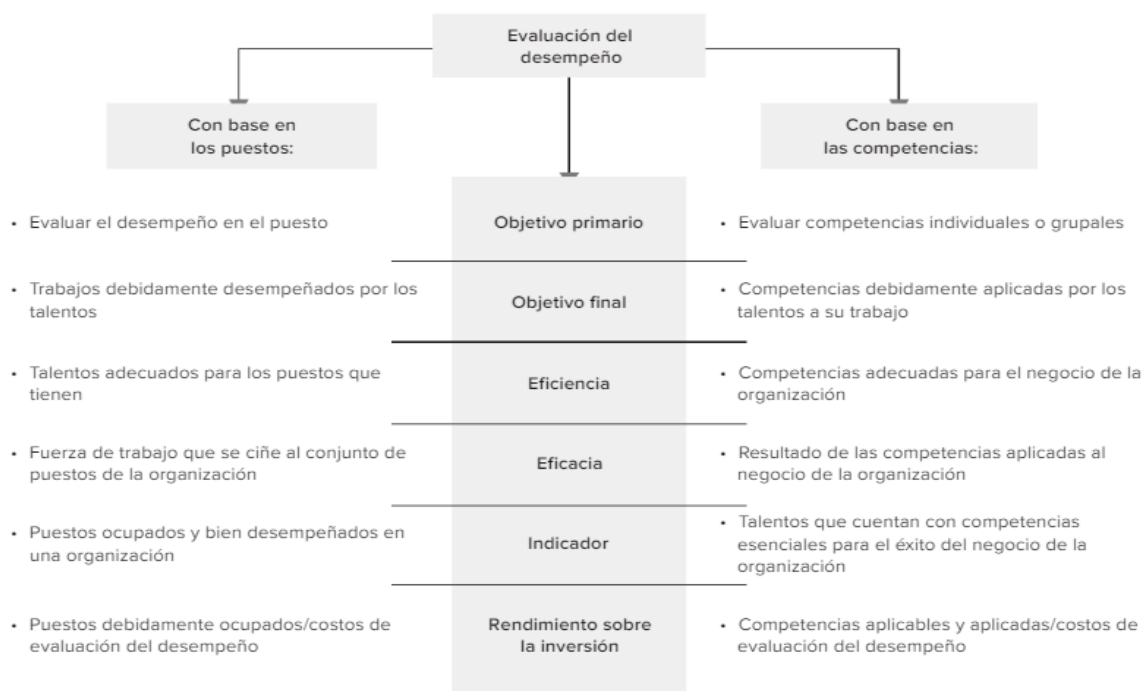 Evaluación del
desempeño
Con base en
los puestos:
Con base en
las competencias:
• Evaluar el desempeño en el puesto
Objetivo primario
• Evaluar competencias individuales o grupales
• Trabajos debidamente desempeñados por los
talentos
Objetivo final
• Competencias debidamente aplicadas por los
talentos a su trabajo
• Talentos adecuados para los puestos que
tienen
Eficiencia
• Competencias adecuadas para el negocio de la
organización
• Fuerza de trabajo que se ciñe al conjunto de
puestos de la organización
Eficacia
• Resultado de las competencias aplicadas al
negocio de la organización
• Puestos ocupados y bien desempeñados en
una organización
Indicador
• Talentos que cuentan con competencias
esenciales para el éxito del negocio de la
organización
• Puestos debidamente ocupados/costos de
evaluación del desempeño
Rendimiento sobre
la inversión
• Competencias aplicables y aplicadas/costos de
evaluación del desempeño